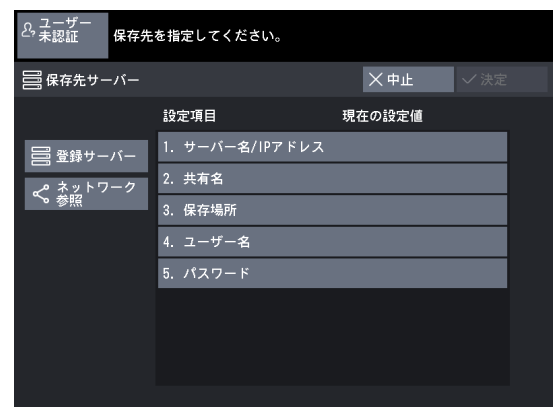 ユーザー
未認証
保存先を指定してください。
保存先サーバー
中止
決定
設定項目 現在の設定値
登録サーバー
ネットワーク
参照
1. サーバー名/IPアドレス
2. 共有名
3. 保存場所
4. ユーザー名
5. パスワード